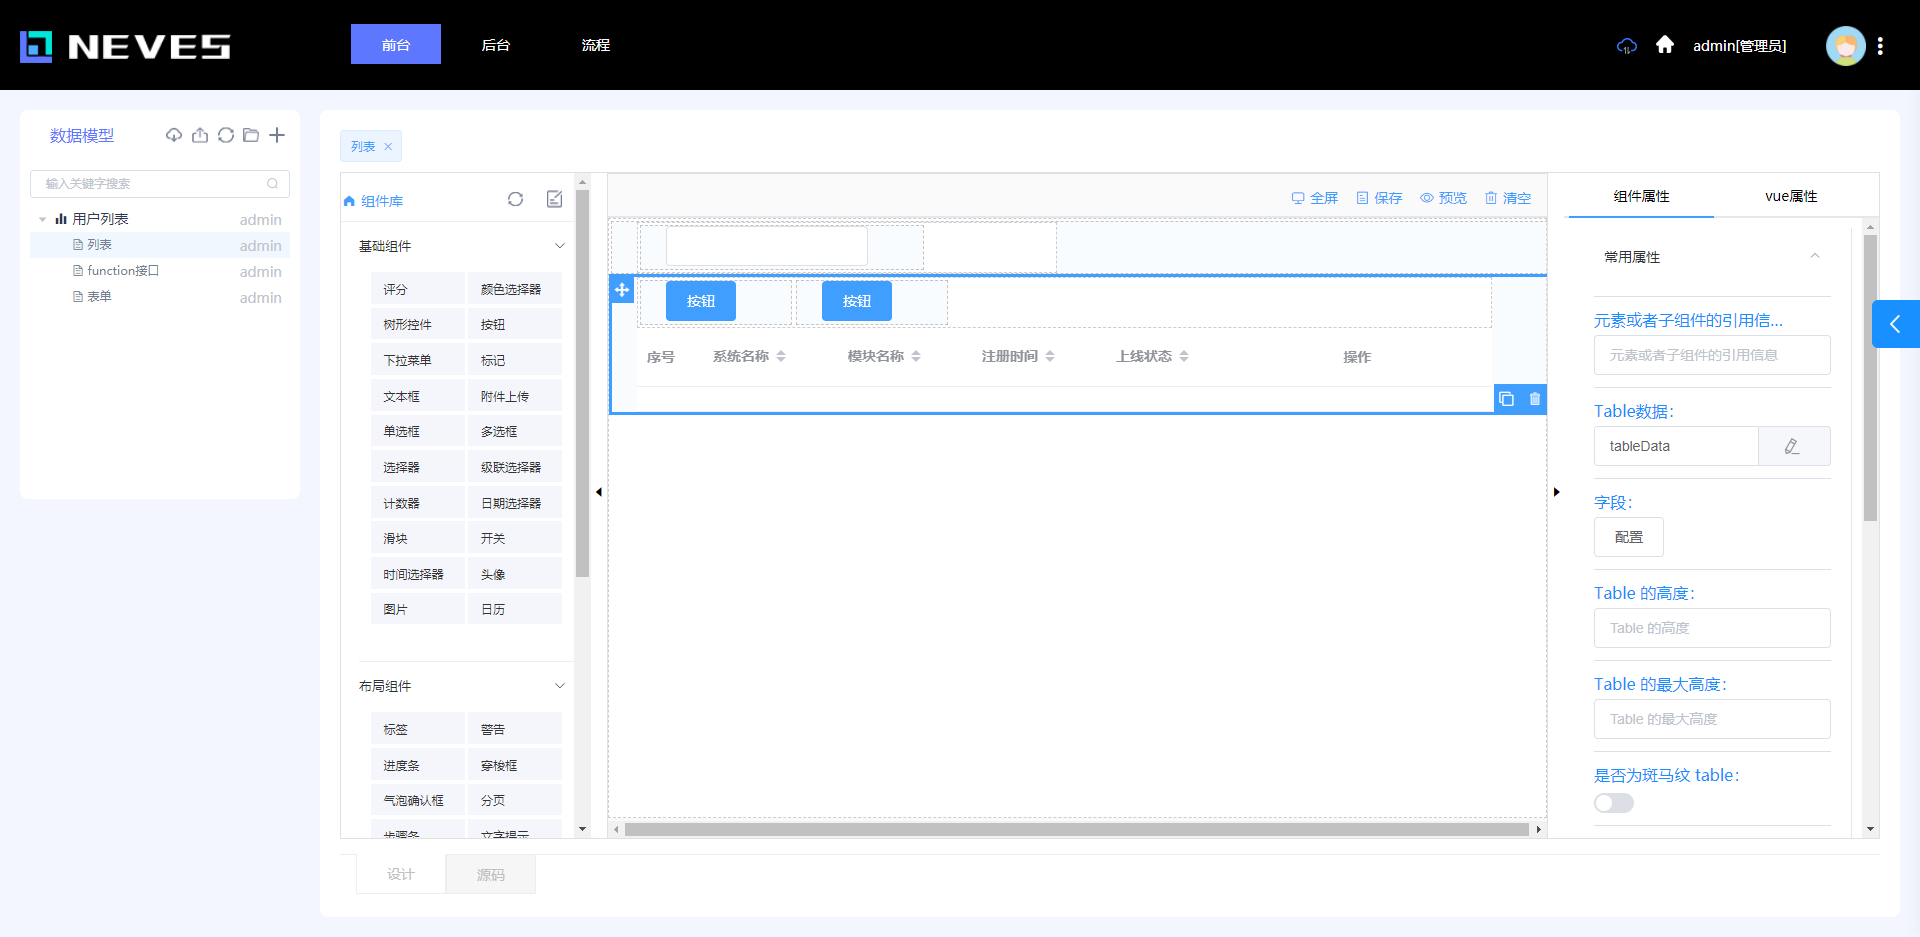 NEVES
前台
后台
流程
admin[管理员]
数据模型
输入关键字搜索
用户列表 admin
列表 admin
function接口 admin
表单 admin
列表
组件库
基础组件
评分 颜色选择器
树形控件 按钮
下拉菜单 标记
文本框 附件上传
单选框 多选框
选择器 级联选择器
计数器 日期选择器
滑块 开关
时间选择器 头像
图片 日历
布局组件
标签 警告
进度条 穿梭框
气泡确认框 分页
步骤条 文字提示
全屏 保存 预览 清空
按钮 按钮
序号 系统名称 模块名称 注册时间 上线状态 操作
组件属性 vue属性
常用属性
元素或者子组件的引用信...
元素或者子组件的引用信息
Table数据：
tableData
字段：
配置
Table 的高度：
Table 的高度
Table 的最大高度：
Table 的最大高度
是否为斑马纹 table：
设计 源码